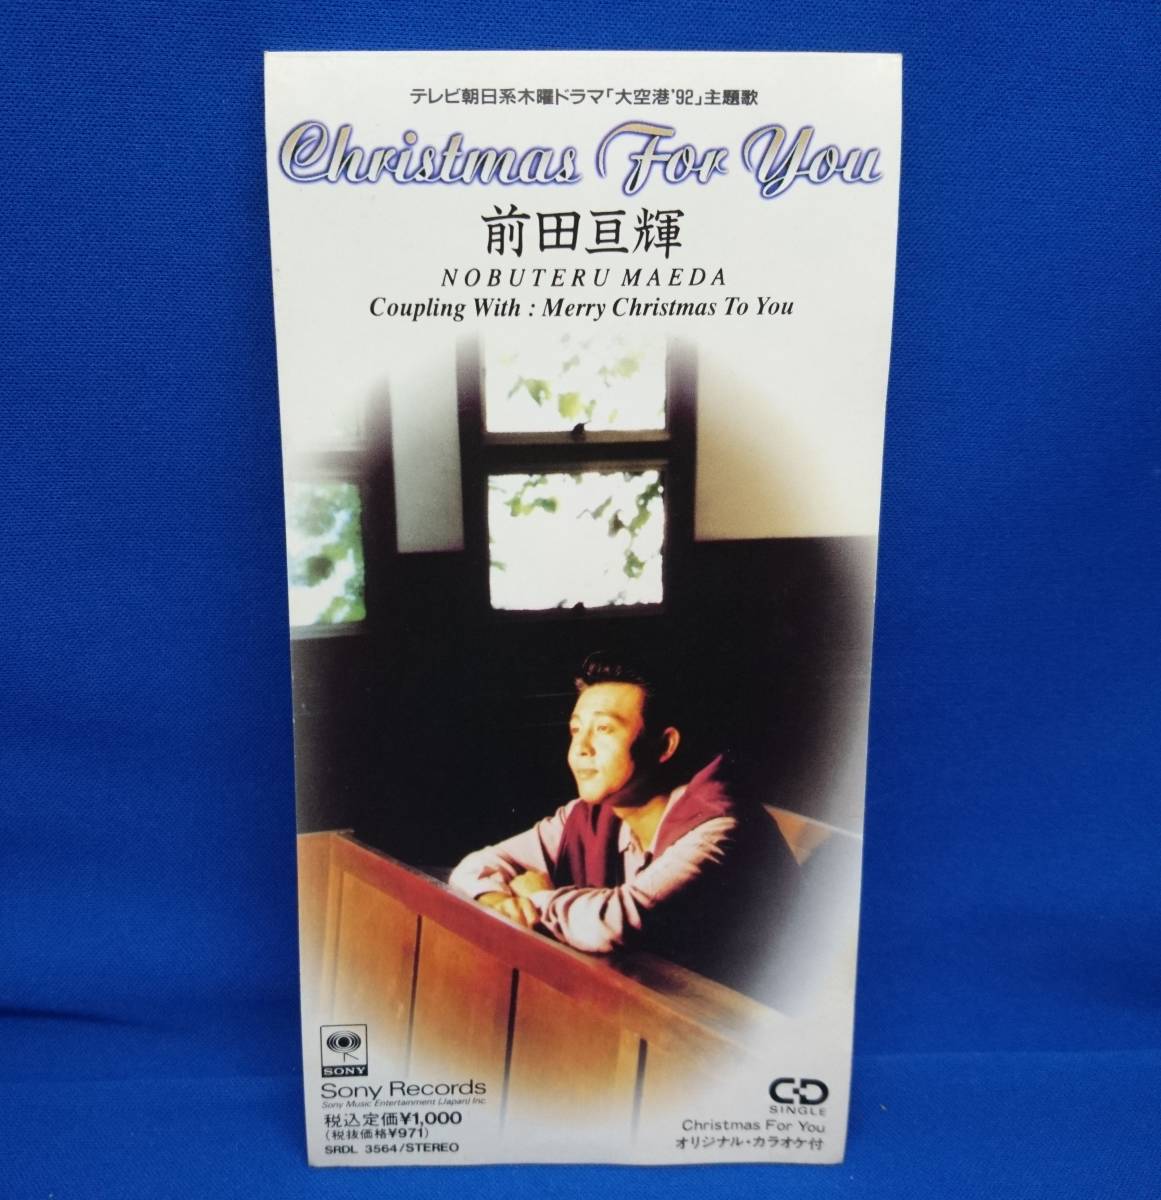 テレビ朝日系木曜ドラマ「大空港'92」主題歌
Christmas For You
前田亘輝
NOBUTERU MAEDA
Coupling With : Merry Christmas To You
SONY
Sony Records
Sony Music Entertainment (Japan) Inc.
税込定価¥1,000
(税抜価格¥971)
SRDL 3564/STEREO
CD
SINGLE
Christmas For You
オリジナル・カラオケ付